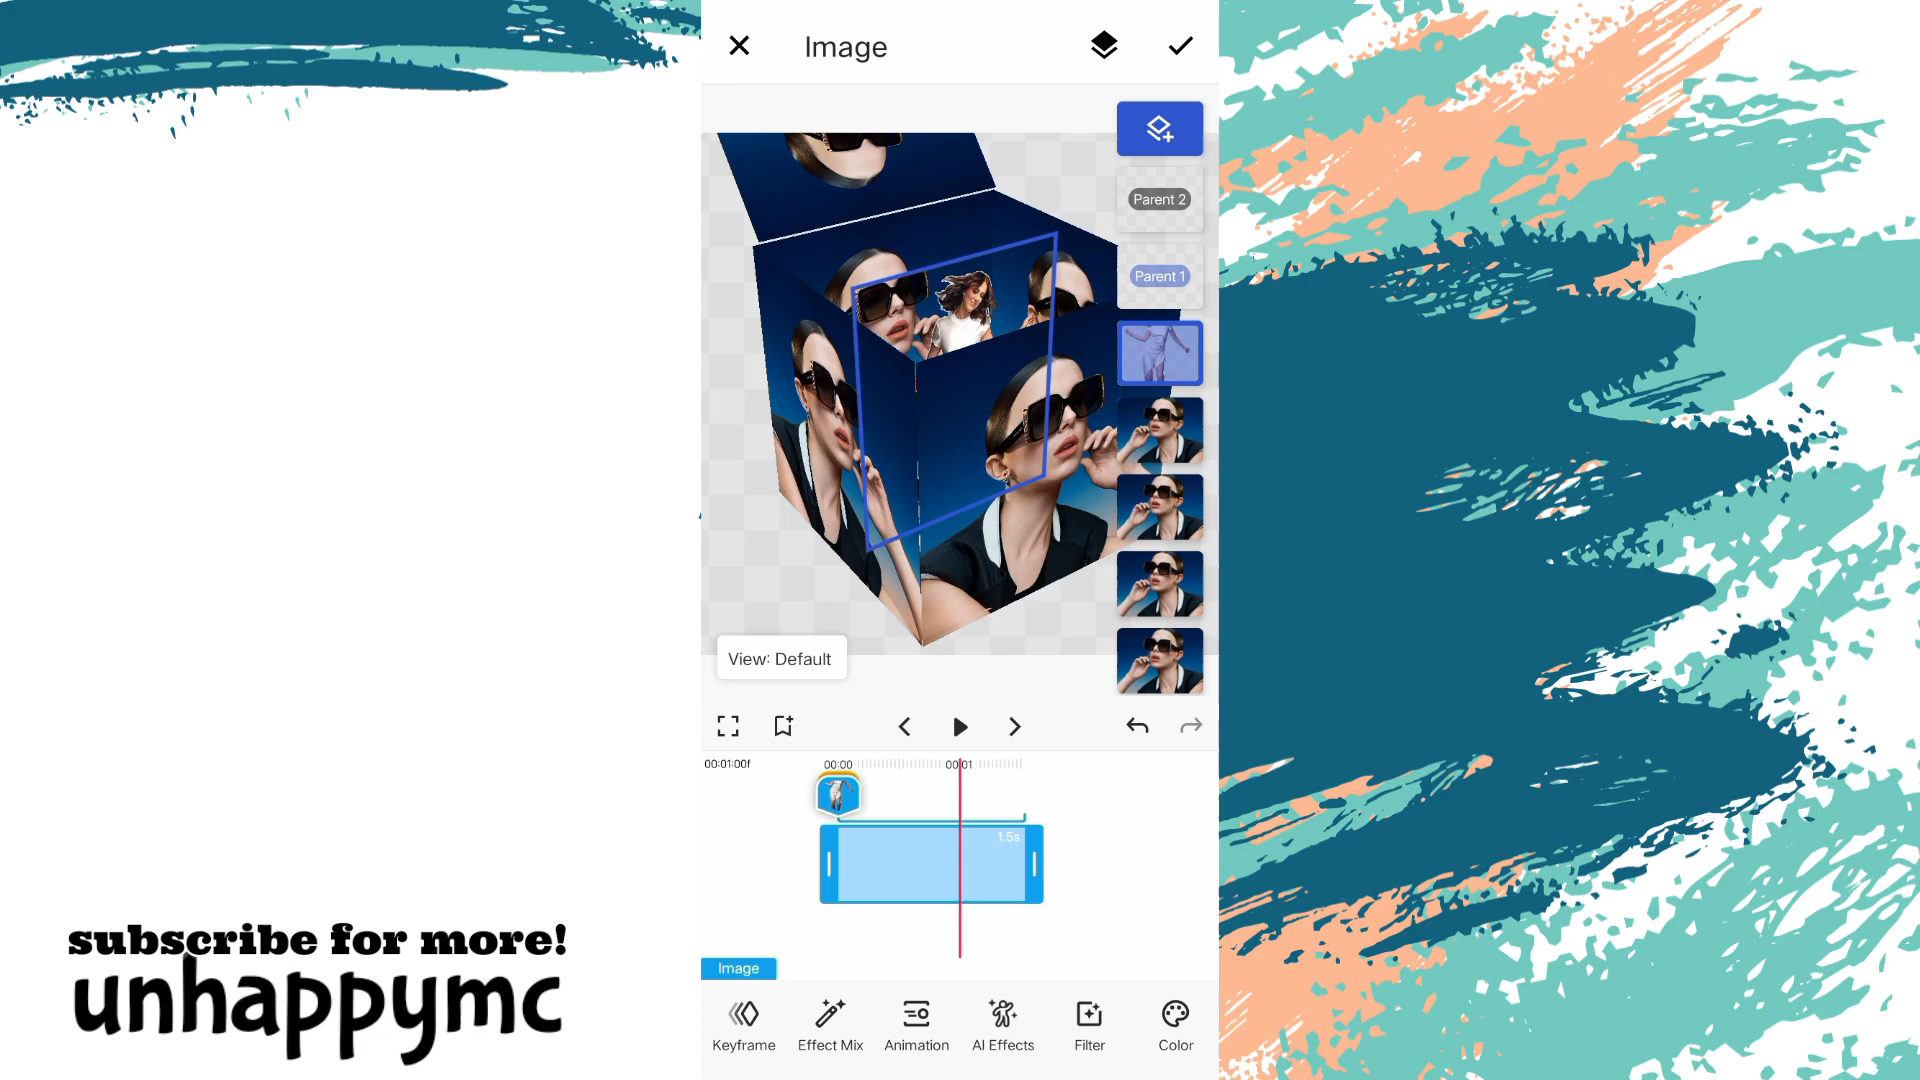 Image
Parent 2
Parent 1
View: Default
00:01:00f
00:00
00:01
1.5s
subscribe for more!
unhappymc
Image
Keyframe
Effect Mix
Animation
AI Effects
Filter
Color